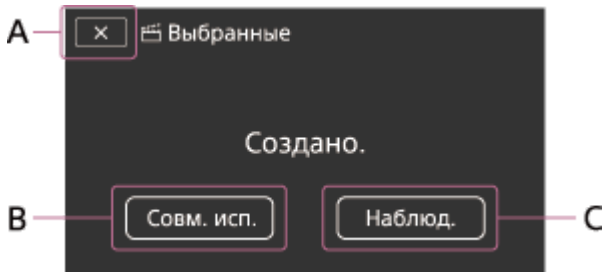 A
× Выбранные
Создано.
B
Совм. исп.
Наблюд.
C